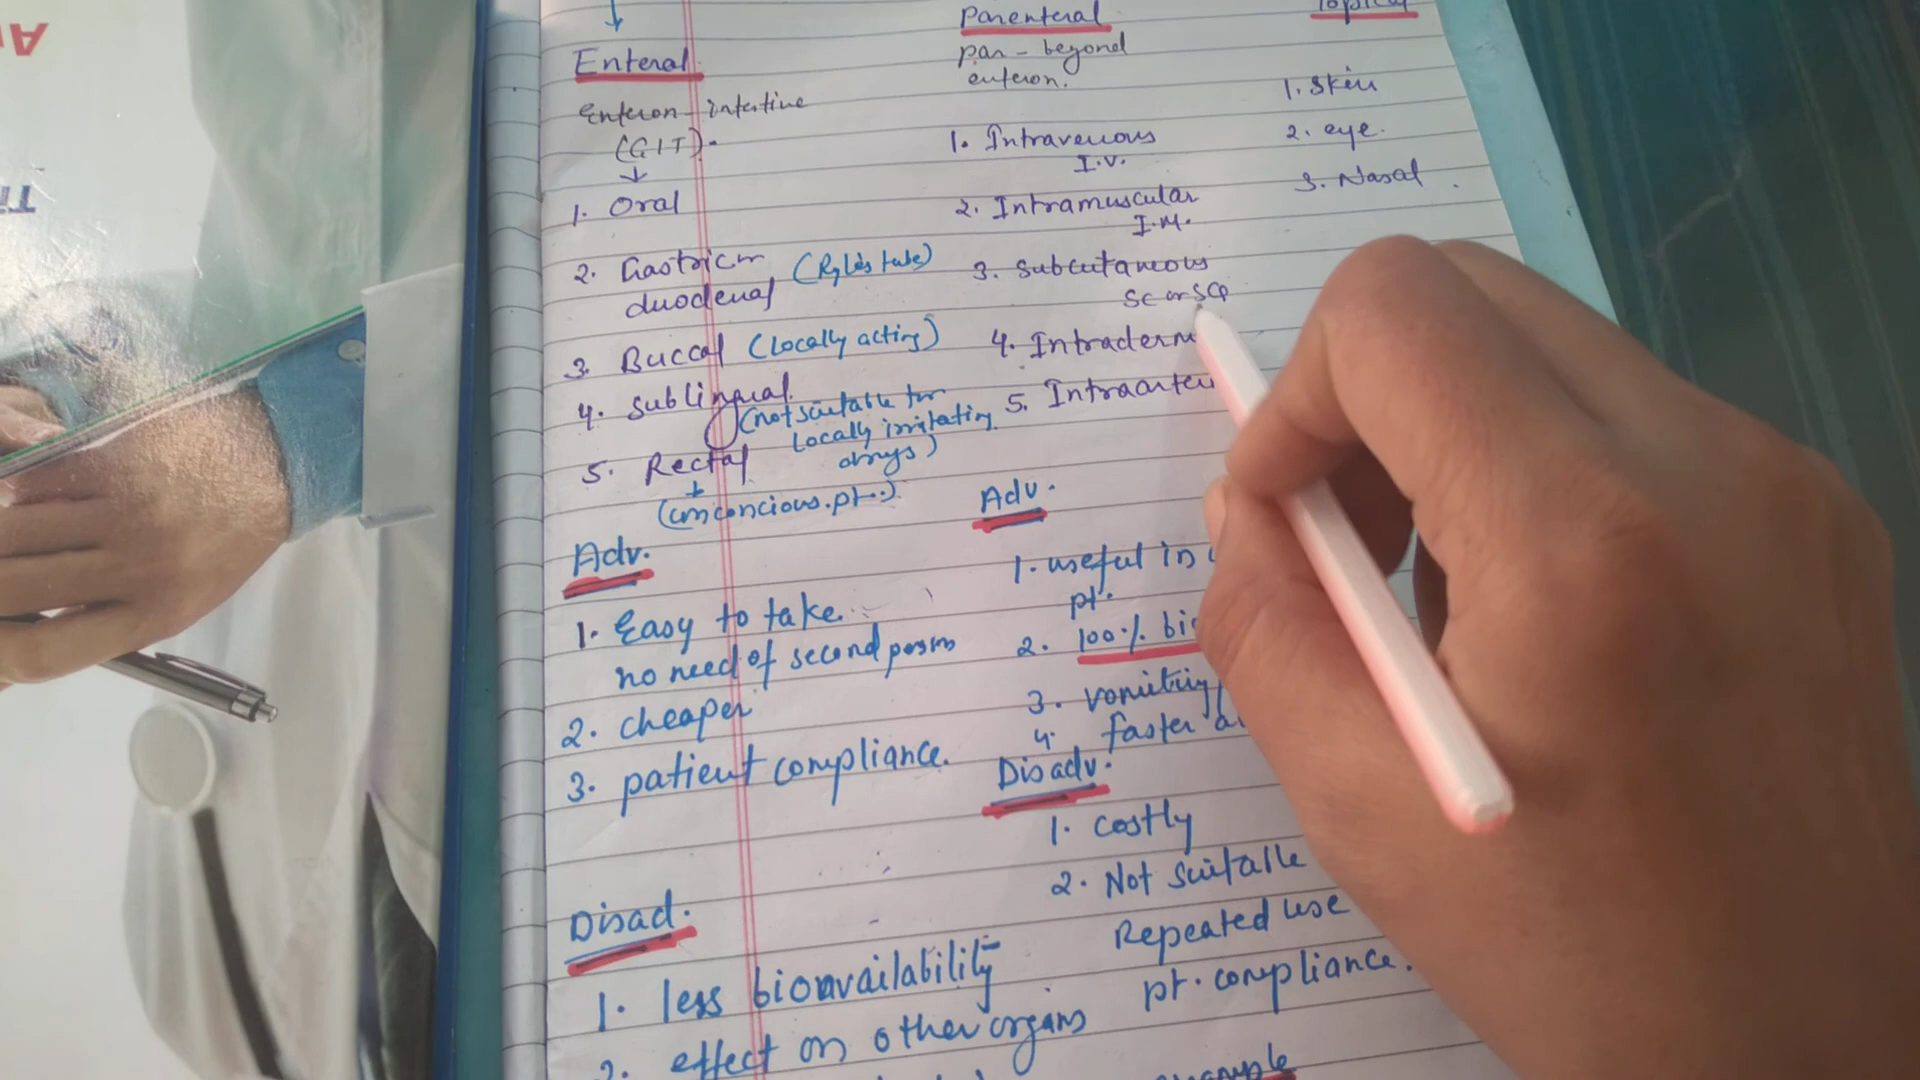 Enteral
Enteron-intestine
(GIT).
1. Oral
2. Gastric or
duodenal
(Ryle's tube)
3. Buccal (Locally acting)
4. Sublingual
(not suitable for
Locally irritating
drugs)
5. Rectal
(unconcious.pt..)
Adv.
1. Easy to take.
no need of second person
2. cheaper
3. patient compliance.
Disad.
1. less bioavailability
effect on other organs
Parenteral
par - beyond
enteron.
1. Intravenous
I.V.
2. Intramuscular
I.M.
3. Subcutaneous
SC or SCP
4. Intraderm
5. Intraarter
Adv.
1. useful in
pt.
2. 100% bi
3. vomiting
4. faster a
Disadv.
1. costly
2. Not suitable
Repeated use
pt. compliance.
Topical
1. Skin
2. eye.
3. Nasal